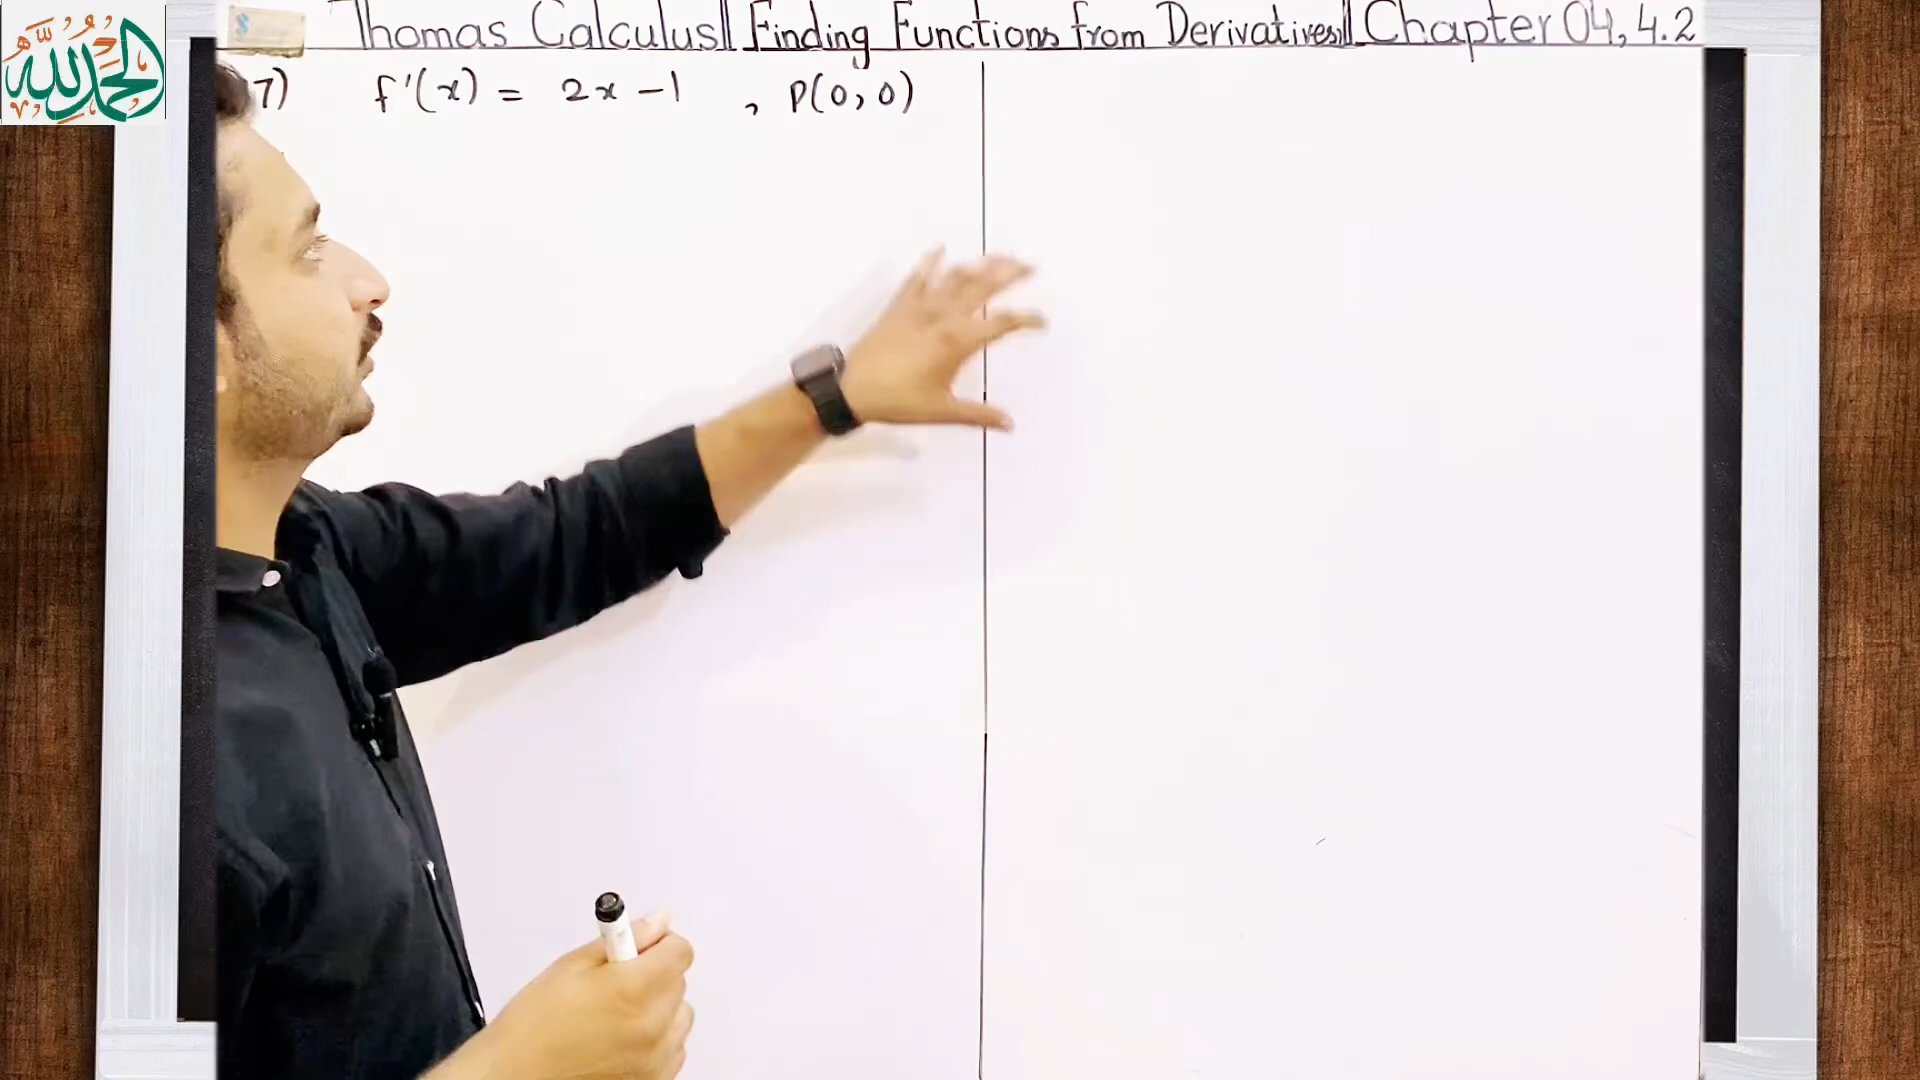 الحمد لله
Thomas Calculus|| Finding Functions from Derivatives|| Chapter 04, 4.2
7) f'(x) = 2x - 1 , P(0, 0)